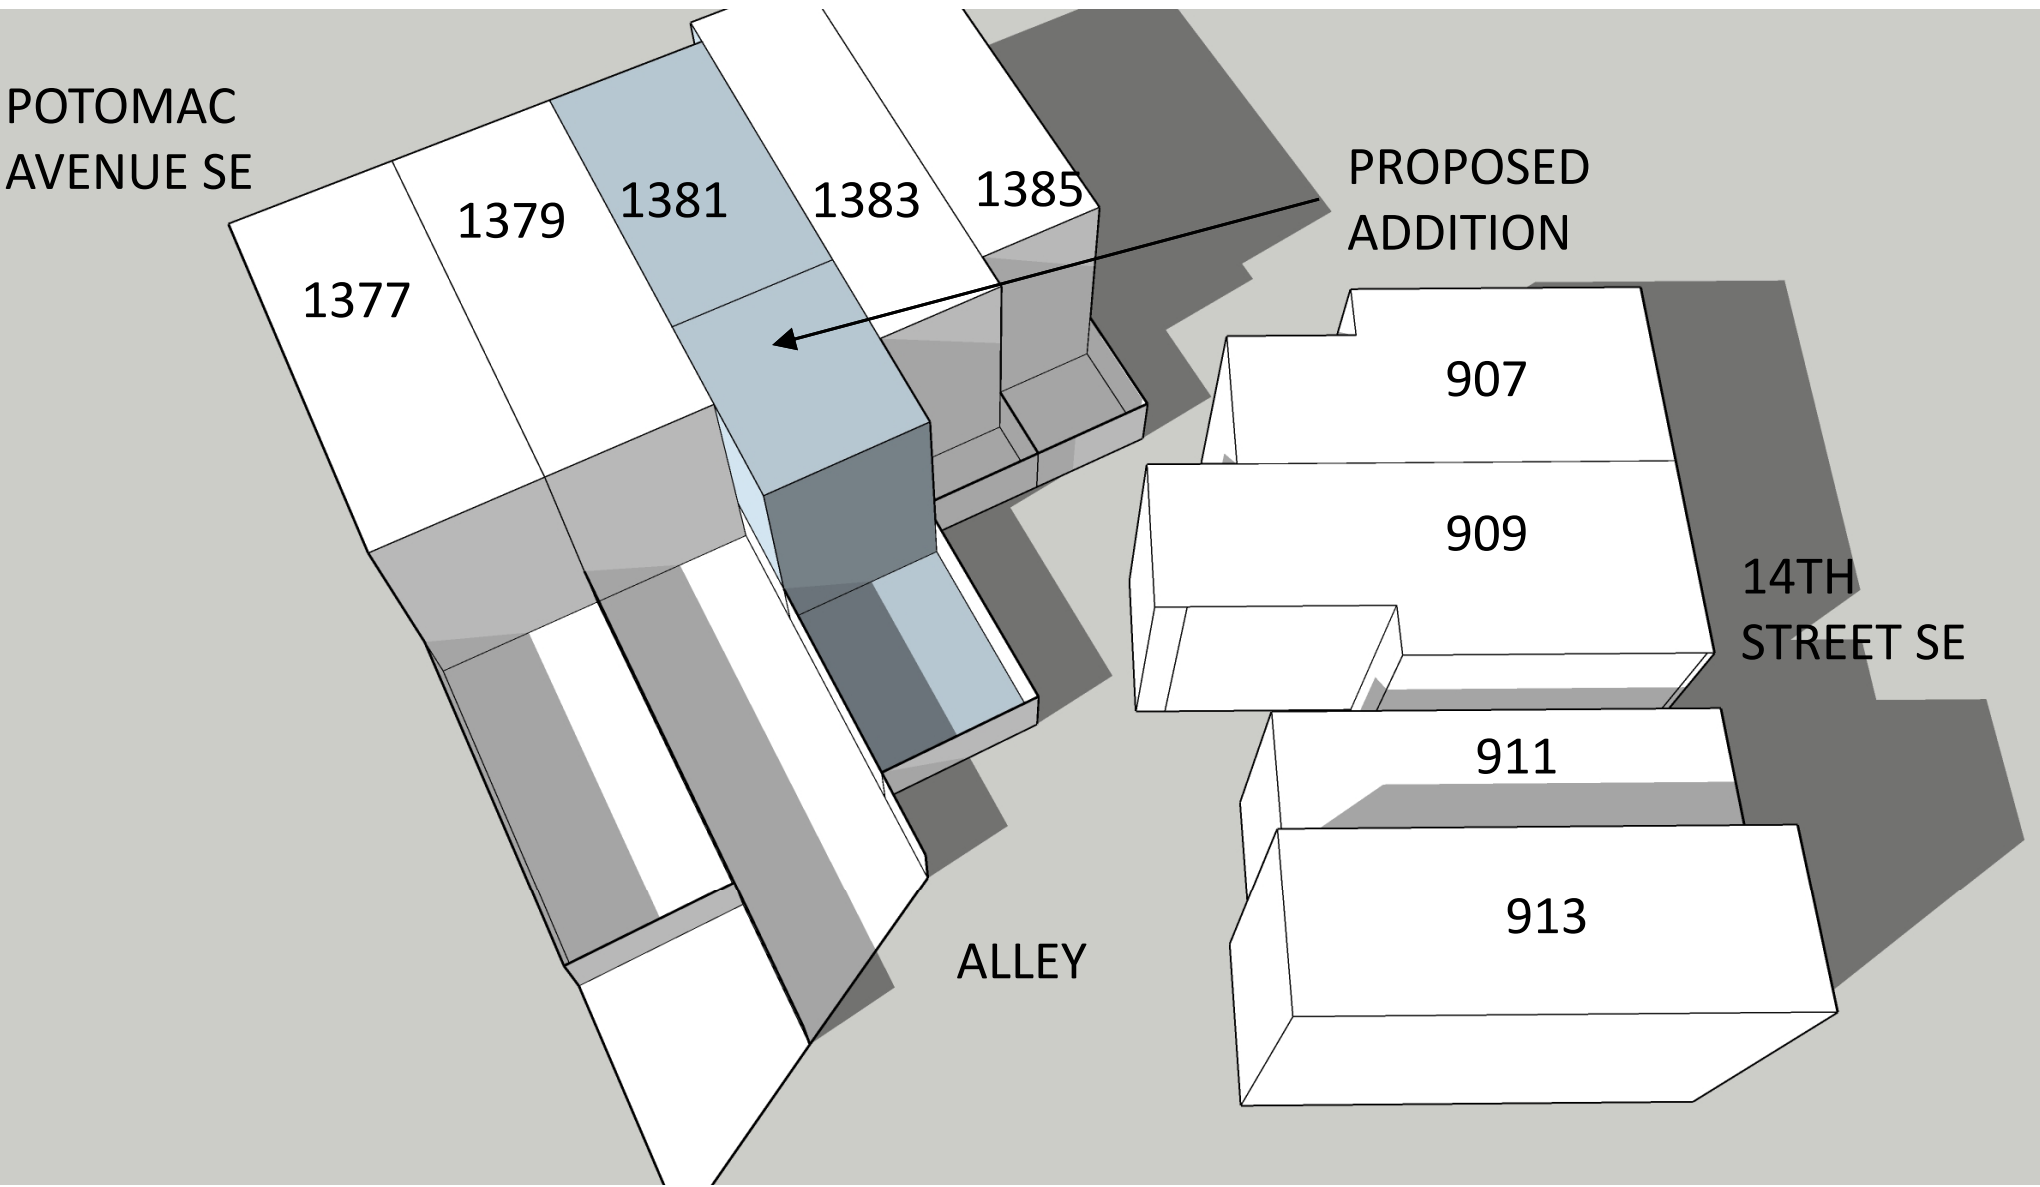 POTOMAC
AVENUE SE
1377
1379
1381
1383
1385
PROPOSED
ADDITION
907
909
14TH
STREET SE
911
913
ALLEY